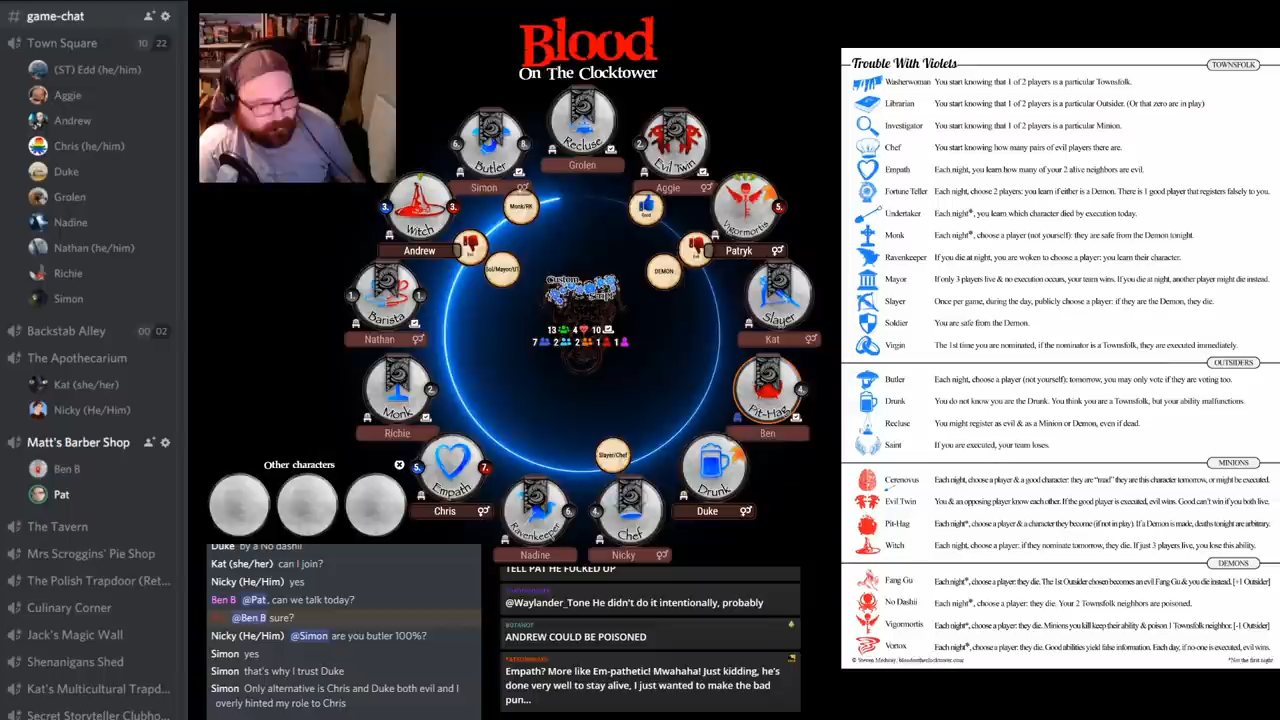 game-chat
Town Square 10 22
(ST) Edd (he/him)
Aggie
Andrew
Chris (he/him)
Duke
Grolen
Nadine
Nathan (he/him)
Richie
Simon
Backstab Alley 00 02
The Apothecarium
Kat (she/her)
Nicky (He/Him)
Matt's Barber Shop
Ben B
Pat
The Tavern
Mrs Scroggins' Pie Shop
The Polish Trapdoor (Ret...
Culinary Corner
Jack's Magic Wall
Shenanigans Shed
Kat's Multicultural Trapd...
Secret Storyteller Clubho...
Blood
On The Clocktower
Recluse
Grolen
Butler
Simon
Evil Twin
Aggie
Witch
Andrew
Vigormortis
Patryk
Barista
Nathan
Slayer
Kat
Monk
Richie
Pit-Hag
Ben
Empath
Chris
Drunk
Duke
Ravenkeeper
Nadine
Chef
Nicky
Monk/RK
Good
Evil
Evil
Sol/Mayor/UT
DEMON
Slayer/Chef
13 4 10
7 2 2 1 1
Other characters
Duke by a No dashii
Kat (she/her) can I join?
Nicky (He/Him) yes
Ben B @Pat, can we talk today?
@Ben B sure?
Nicky (He/Him) @Simon are you butler 100%?
Simon yes
Simon that's why I trust Duke
Simon Only alternative is Chris and Duke both evil and I
overly hinted my role to Chris
TELL PAT HE FUCKED UP
@Waylander_Tone He didn't do it intentionally, probably
ANDREW COULD BE POISONED
Empath? More like Em-pathetic! Mwahaha! Just kidding, he's
done very well to stay alive, I just wanted to make the bad
pun...
Trouble With Violets
TOWNSFOLK
Washerwoman You start knowing that 1 of 2 players is a particular Townsfolk.
Librarian You start knowing that 1 of 2 players is a particular Outsider. (Or that zero are in play)
Investigator You start knowing that 1 of 2 players is a particular Minion.
Chef You start knowing how many pairs of evil players there are.
Empath Each night, you learn how many of your 2 alive neighbors are evil.
Fortune Teller Each night, choose 2 players: you learn if either is a Demon. There is 1 good player that registers falsely to you.
Undertaker Each night*, you learn which character died by execution today.
Monk Each night*, choose a player (not yourself): they are safe from the Demon tonight.
Ravenkeeper If you die at night, you are woken to choose a player: you learn their character.
Mayor If only 3 players live & no execution occurs, your team wins. If you die at night, another player might die instead.
Slayer Once per game, during the day, publicly choose a player: if they are the Demon, they die.
Soldier You are safe from the Demon.
Virgin The 1st time you are nominated, if the nominator is a Townsfolk, they are executed immediately.
OUTSIDERS
Butler Each night, choose a player (not yourself): tomorrow, you may only vote if they are voting too.
Drunk You do not know you are the Drunk. You think you are a Townsfolk, but your ability malfunctions.
Recluse You might register as evil & as a Minion or Demon, even if dead.
Saint If you are executed, your team loses.
MINIONS
Cerenovus Each night, choose a player & a good character: they are "mad" they are this character tomorrow, or might be executed.
Evil Twin You & an opposing player know each other. If the good player is executed, evil wins. Good can't win if you both live.
Pit-Hag Each night*, choose a player & a character they become (if not in play). If a Demon is made, deaths tonight are arbitrary.
Witch Each night, choose a player: if they nominate tomorrow, they die. If just 3 players live, you lose this ability.
DEMONS
Fang Gu Each night*, choose a player: they die. The 1st Outsider chosen becomes an evil Fang Gu & you die instead. [+1 Outsider]
No Dashii Each night*, choose a player: they die. Your 2 Townsfolk neighbors are poisoned.
Vigormortis Each night*, choose a player: they die. Minions you kill keep their ability & poison 1 Townsfolk neighbor. [-1 Outsider]
Vortox Each night*, choose a player: they die. Good abilities yield false information. Each day, if no-one is executed, evil wins.
© Steven Medway, bloodontheclocktower.com *Not the first night